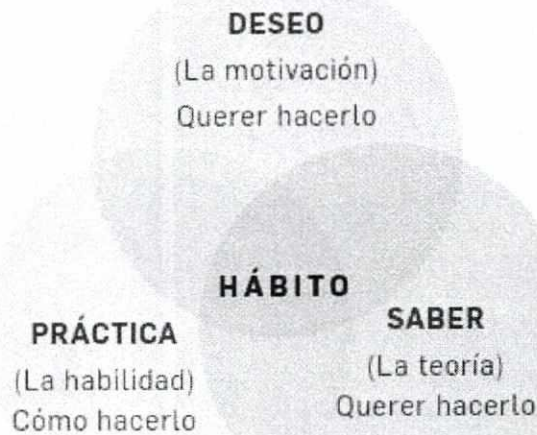 DESEO
(La motivación)
Querer hacerlo
HÁBITO
PRÁCTICA
(La habilidad)
Cómo hacerlo
SABER
(La teoría)
Querer hacerlo